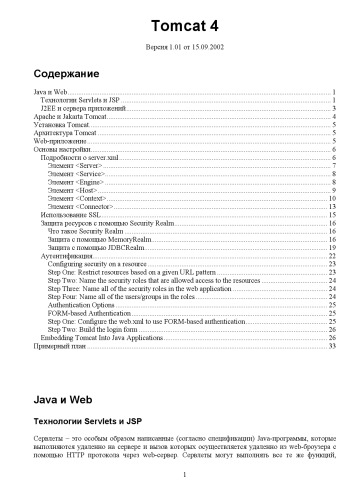 Tomcat 4
Версия 1.01 от 15.09.2002
Содержание
Java и Web 1
Технологии Servlets и JSP 1
J2EE и сервера приложений 3
Apache и Jakarta Tomcat 4
Установка Tomcat 5
Архитектура Tomcat 5
Web-приложение 5
Основы настройки 6
Подробности о server.xml 6
Элемент <Server> 7
Элемент <Service> 8
Элемент <Engine> 8
Элемент <Host> 9
Элемент <Context> 10
Элемент <Connector> 13
Использование SSL 15
Защита ресурсов с помощью Security Realm 16
Что такое Security Realm 16
Защита с помощью MemoryRealm 16
Защита с помощью JDBCRealm 19
Аутентификация 22
Configuring security on a resource 23
Step One: Restrict resources based on a given URL pattern 23
Step Two: Name the security roles that are allowed access to the resources 24
Step Three: Name all of the security roles in the web application 24
Step Four: Name all of the users/groups in the roles 24
Authentication Options 25
FORM-based Authentication 25
Step One: Configure the web.xml to use FORM-based authentication 25
Step Two: Build the login form 26
Embedding Tomcat Into Java Applications 26
Примерный план 33
Java и Web
Технологии Servlets и JSP
Сервлеты – это особым образом написанные (согласно спецификации) Java-программы, которые
выполняются удаленно на сервере и вызов которых осуществляется удаленно из web-броузера с
помощью HTTP протокола через web-сервер. Сервлеты могут выполнять все те же функций,
1